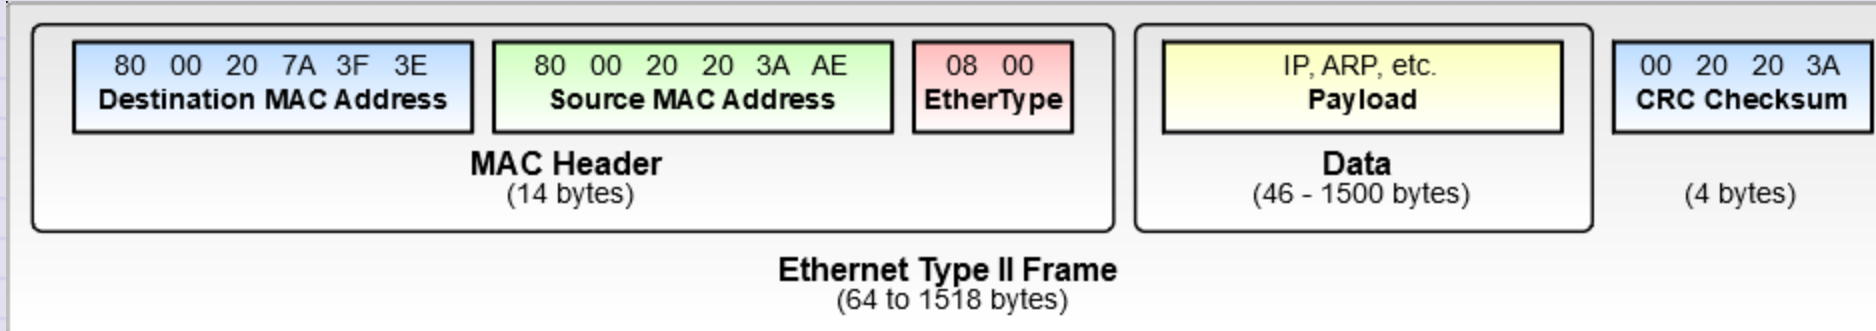 80 00 20 7A 3F 3E
Destination MAC Address
80 00 20 20 3A AE
Source MAC Address
08 00
EtherType
MAC Header
(14 bytes)
IP, ARP, etc.
Payload
Data
(46 - 1500 bytes)
00 20 20 3A
CRC Checksum
(4 bytes)
Ethernet Type II Frame
(64 to 1518 bytes)